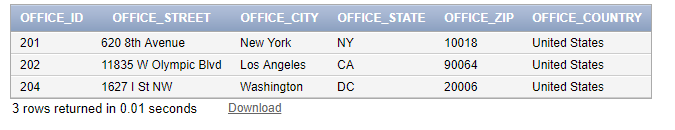 OFFICE_ID OFFICE_STREET OFFICE_CITY OFFICE_STATE OFFICE_ZIP OFFICE_COUNTRY
201 620 8th Avenue New York NY 10018 United States
202 11835 W Olympic Blvd Los Angeles CA 90064 United States
204 1627 I St NW Washington DC 20006 United States
3 rows returned in 0.01 seconds Download